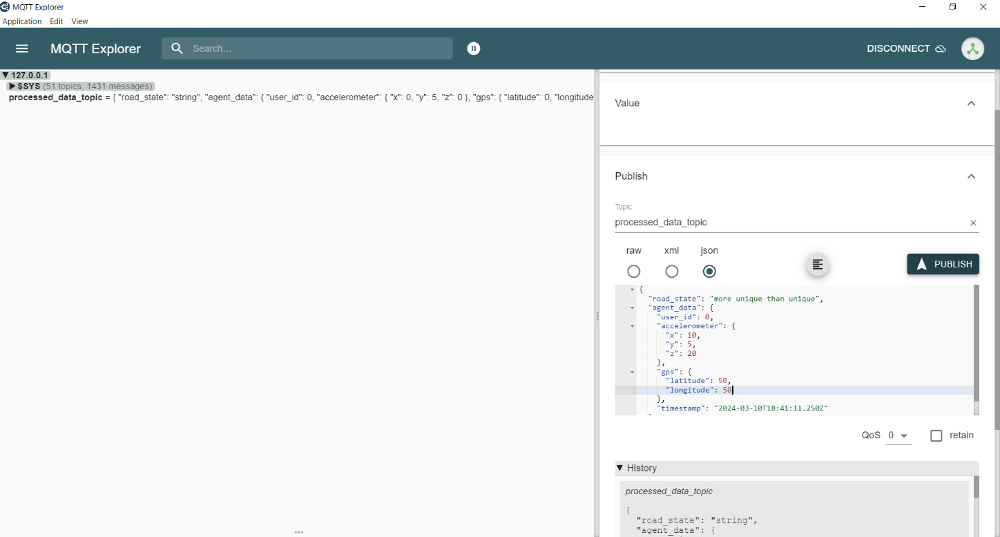 MQTT Explorer
Application Edit View
MQTT Explorer
Search...
DISCONNECT
▼ 127.0.0.1
▶ $SYS (51 topics, 1431 messages)
processed_data_topic = { "road_state": "string", "agent_data": { "user_id": 0, "accelerometer": { "x": 0, "y": 5, "z": 0 }, "gps": { "latitude": 0, "longitude
Value
Publish
Topic
processed_data_topic
raw xml json
PUBLISH
{
"road_state": "more unique than unique",
"agent_data": {
"user_id": 0,
"accelerometer": {
"x": 10,
"y": 5,
"z": 20
},
"gps": {
"latitude": 50,
"longitude": 50
},
"timestamp": "2024-03-10T18:41:11.250Z"
QoS 0 retain
▼ History
processed_data_topic
{
"road_state": "string",
"agent_data": {